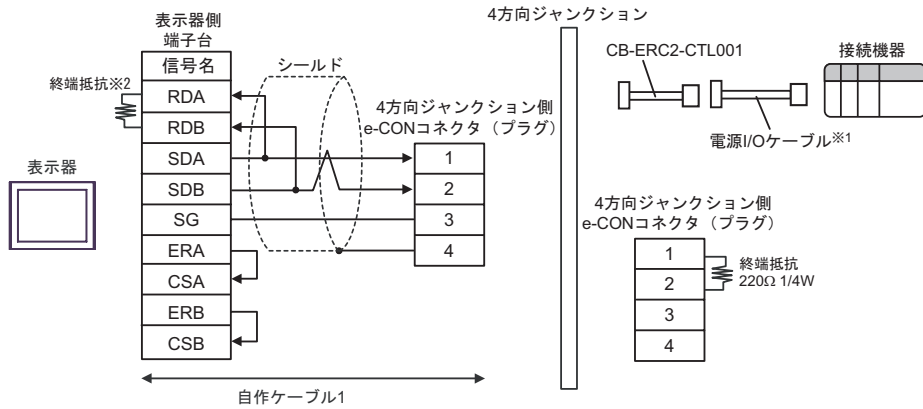 表示器
表示器側
端子台
信号名
RDA
RDB
SDA
SDB
SG
ERA
CSA
ERB
CSB
終端抵抗※2
シールド
4方向ジャンクション側
e-CONコネクタ（プラグ）
1
2
3
4
自作ケーブル1
4方向ジャンクション
CB-ERC2-CTL001
接続機器
電源I/Oケーブル※1
4方向ジャンクション側
e-CONコネクタ（プラグ）
1
2
3
4
終端抵抗
220Ω 1/4W